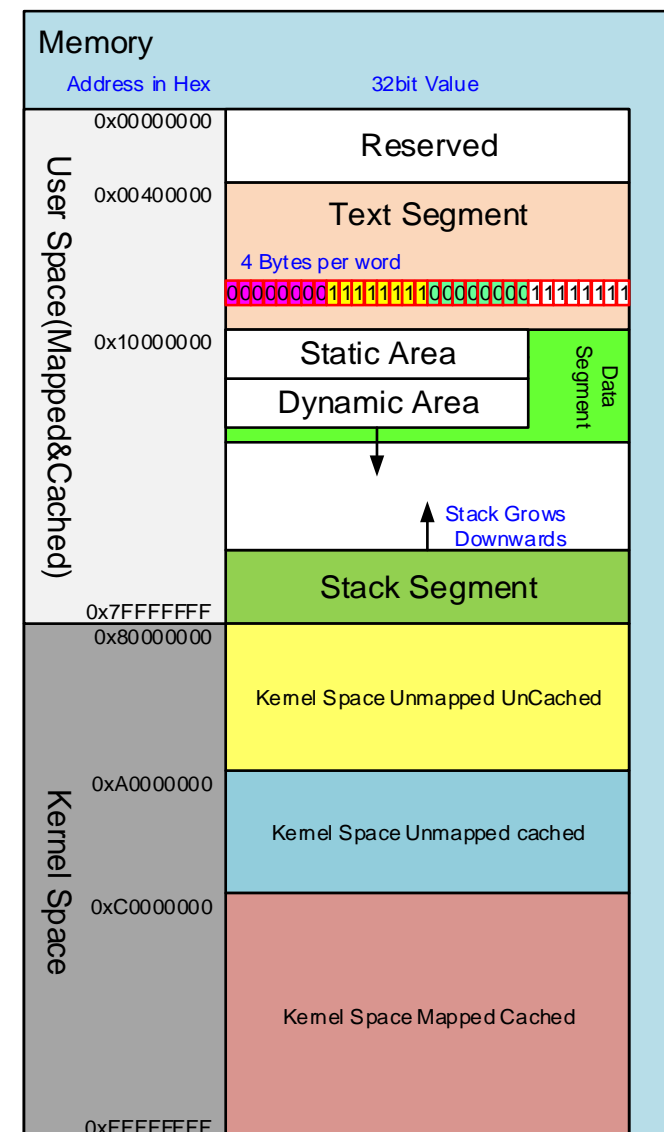 Memory
Address in Hex 32bit Value
0x00000000
Reserved
0x00400000
Text Segment
4 Bytes per word
00000000111111110000000011111111
0x10000000
Static Area
Dynamic Area
Data
Segment
Stack Grows
Downwards
Stack Segment
0x7FFFFFFF
User Space(Mapped&Cached)
0x80000000
Kernel Space Unmapped UnCached
0xA0000000
Kernel Space Unmapped cached
Kernel Space
0xC0000000
Kernel Space Mapped Cached
0xFFFFFFFF